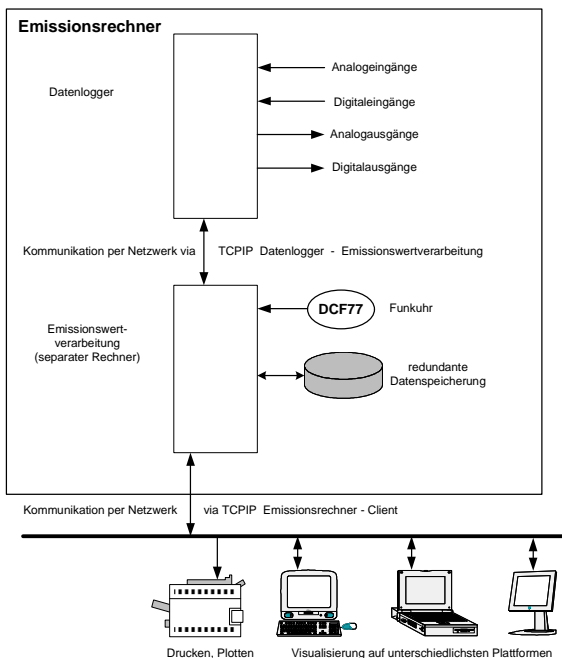 Emissionsrechner
Datenlogger
Analogeingänge
Digitaleingänge
Analogausgänge
Digitalausgänge
Kommunikation per Netzwerk via TCPIP Datenlogger - Emissionswertverarbeitung
Emissionswert-
verarbeitung
(separater Rechner)
DCF77 Funkuhr
redundante
Datenspeicherung
Kommunikation per Netzwerk via TCPIP Emissionsrechner - Client
Drucken, Plotten Visualisierung auf unterschiedlichsten Plattformen